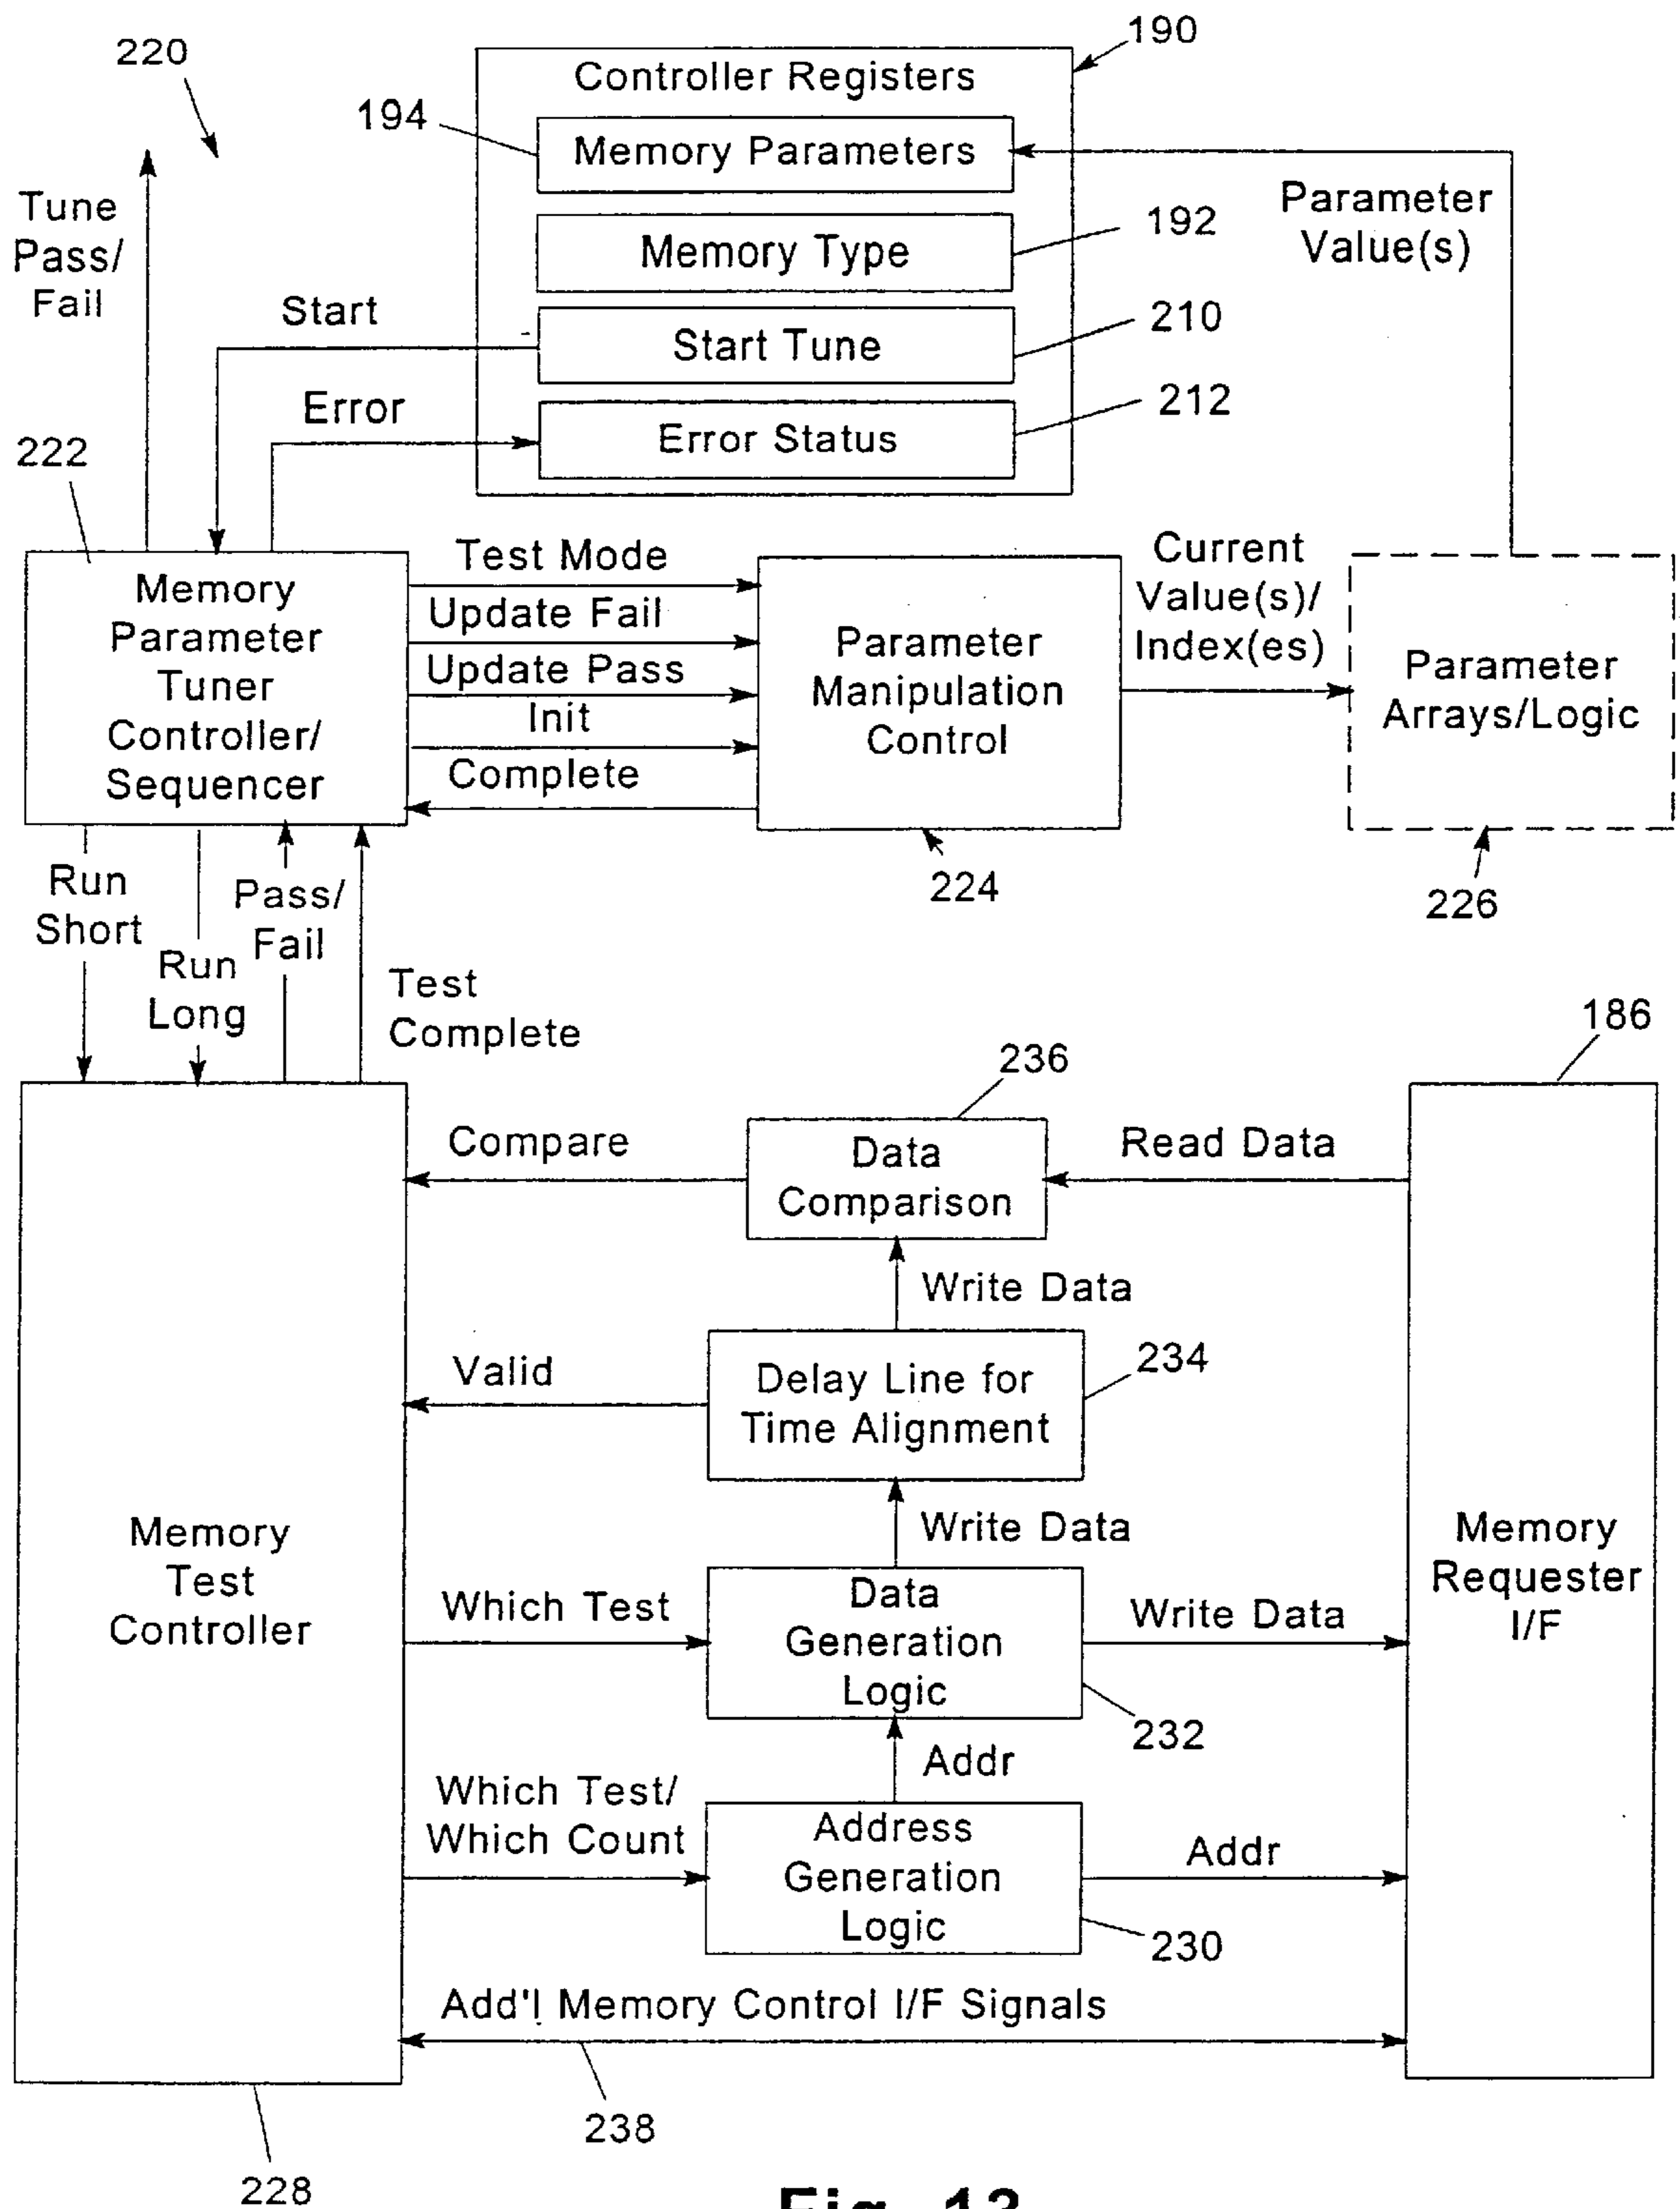 220
190
Controller Registers
194
Memory Parameters
Tune
Pass/
Fail
Parameter
Value(s)
192
Memory Type
Start
210
Start Tune
Error
212
Error Status
222
Memory
Parameter
Tuner
Controller/
Sequencer
Test Mode
Update Fail
Update Pass
Init
Complete
Parameter
Manipulation
Control
Current
Value(s)/
Index(es)
Parameter
Arrays/Logic
224
226
Run
Short
Run
Long
Pass/
Fail
Test
Complete
186
236
Compare
Data
Comparison
Read Data
Write Data
Valid
Delay Line for
Time Alignment
234
Write Data
Memory
Test
Controller
Memory
Requester
I/F
Which Test
Data
Generation
Logic
Write Data
232
Addr
Which Test/
Which Count
Address
Generation
Logic
Addr
230
Add'l Memory Control I/F Signals
238
228